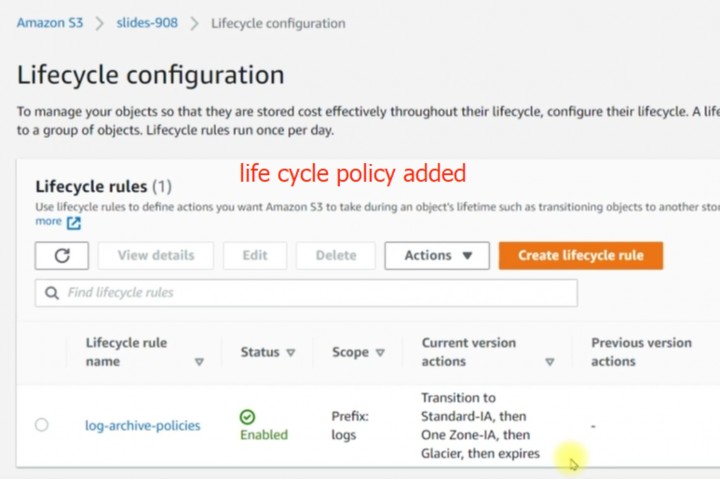 Amazon S3 > slides-908 > Lifecycle configuration
Lifecycle configuration
To manage your objects so that they are stored cost effectively throughout their lifecycle, configure their lifecycle. A life
to a group of objects. Lifecycle rules run once per day.
life cycle policy added
Lifecycle rules (1)
Use lifecycle rules to define actions you want Amazon S3 to take during an object's lifetime such as transitioning objects to another sto
more
View details Edit Delete Actions Create lifecycle rule
Find lifecycle rules
Lifecycle rule
name
Status
Scope
Current version
actions
Previous version
actions
log-archive-policies
Enabled
Prefix:
logs
Transition to
Standard-IA, then
One Zone-IA, then
Glacier, then expires
-